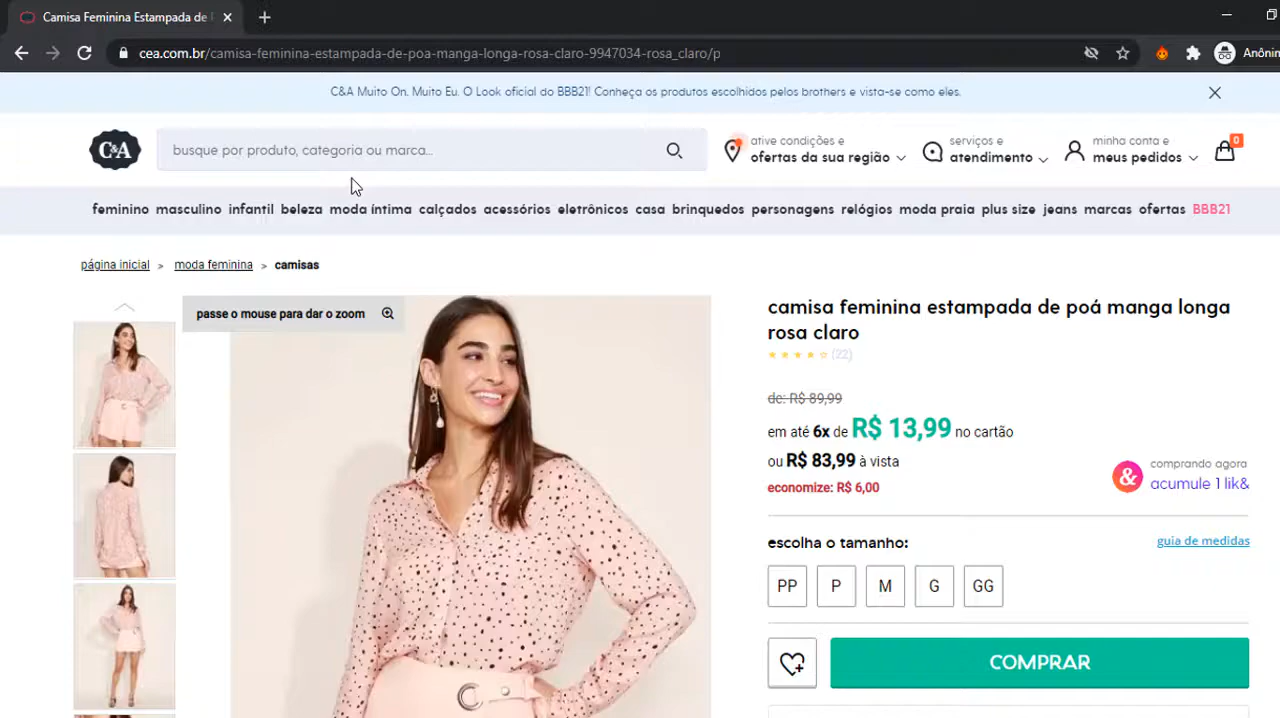 Camisa Feminina Estampada de
cea.com.br/camisa-feminina-estampada-de-poa-manga-longa-rosa-claro-9947034-rosa_claro/p
Anônin
C&A Muito On. Muito Eu. O Look oficial do BBB21! Conheça os produtos escolhidos pelos brothers e vista-se como eles.
C&A
busque por produto, categoria ou marca...
ative condições e
ofertas da sua região
serviços e
atendimento
minha conta e
meus pedidos
0
feminino masculino infantil beleza moda íntima calçados acessórios eletrônicos casa brinquedos personagens relógios moda praia plus size jeans marcas ofertas BBB21
página inicial > moda feminina > camisas
passe o mouse para dar o zoom
camisa feminina estampada de poá manga longa
rosa claro
(22)
de: R$ 89,99
em até 6x de R$ 13,99 no cartão
ou R$ 83,99 à vista
economize: R$ 6,00
&
comprando agora
acumule 1 lik&
escolha o tamanho:
guia de medidas
PP P M G GG
COMPRAR